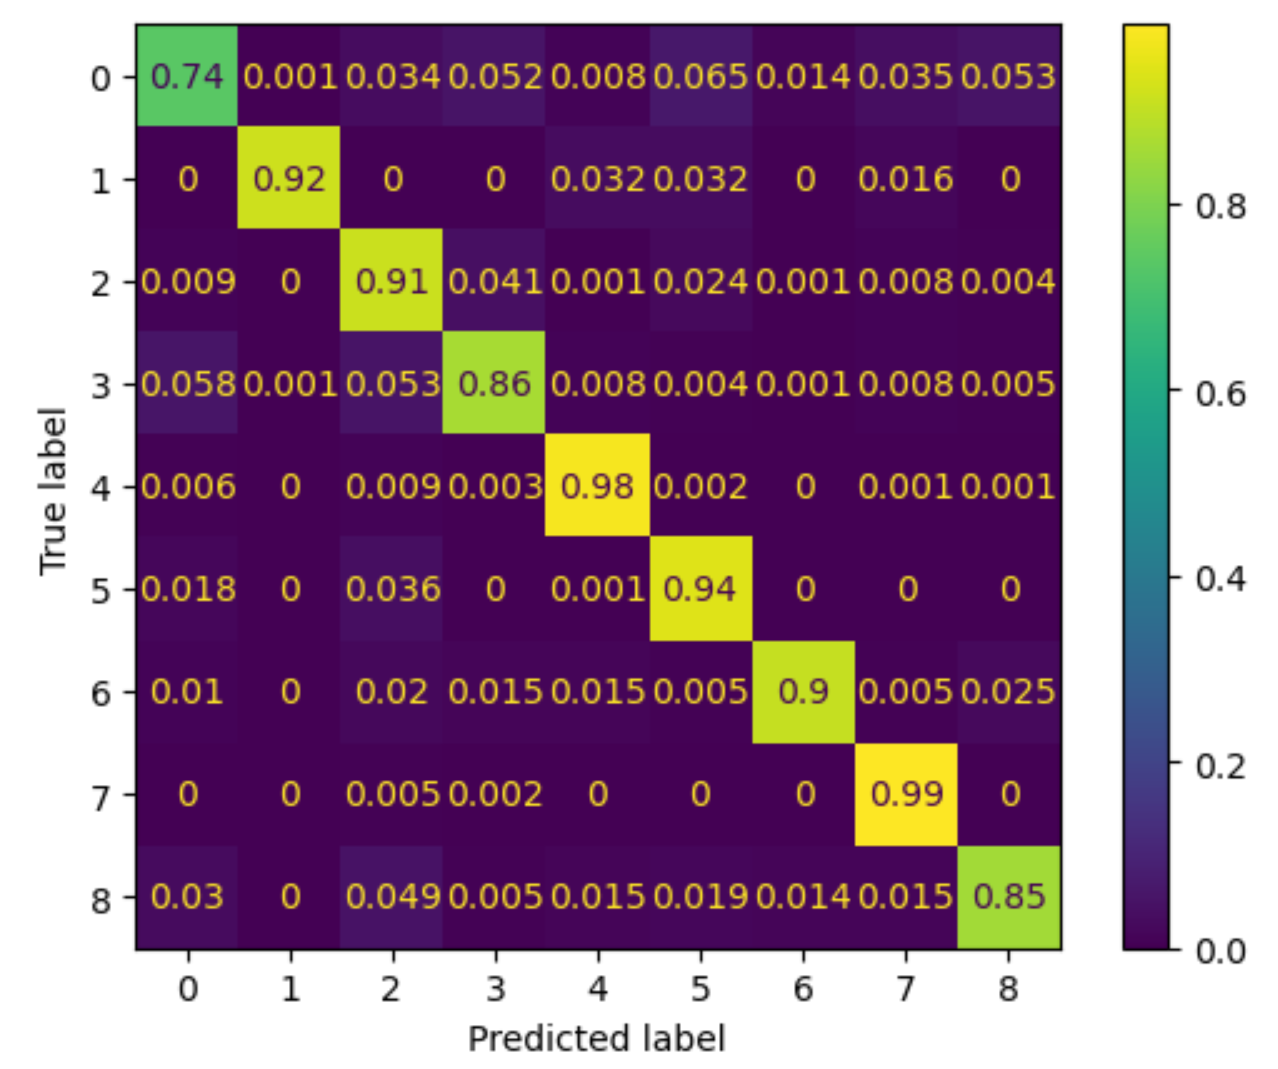 0 0.74 0.001 0.034 0.052 0.008 0.065 0.014 0.035 0.053
1 0 0.92 0 0 0.032 0.032 0 0.016 0
2 0.009 0 0.91 0.041 0.001 0.024 0.001 0.008 0.004
3 0.058 0.001 0.053 0.86 0.008 0.004 0.001 0.008 0.005
4 0.006 0 0.009 0.003 0.98 0.002 0 0.001 0.001
5 0.018 0 0.036 0 0.001 0.94 0 0 0
6 0.01 0 0.02 0.015 0.015 0.005 0.9 0.005 0.025
7 0 0 0.005 0.002 0 0 0 0.99 0
8 0.03 0 0.049 0.005 0.015 0.019 0.014 0.015 0.85
0 1 2 3 4 5 6 7 8
Predicted label
True label
0.8
0.6
0.4
0.2
0.0